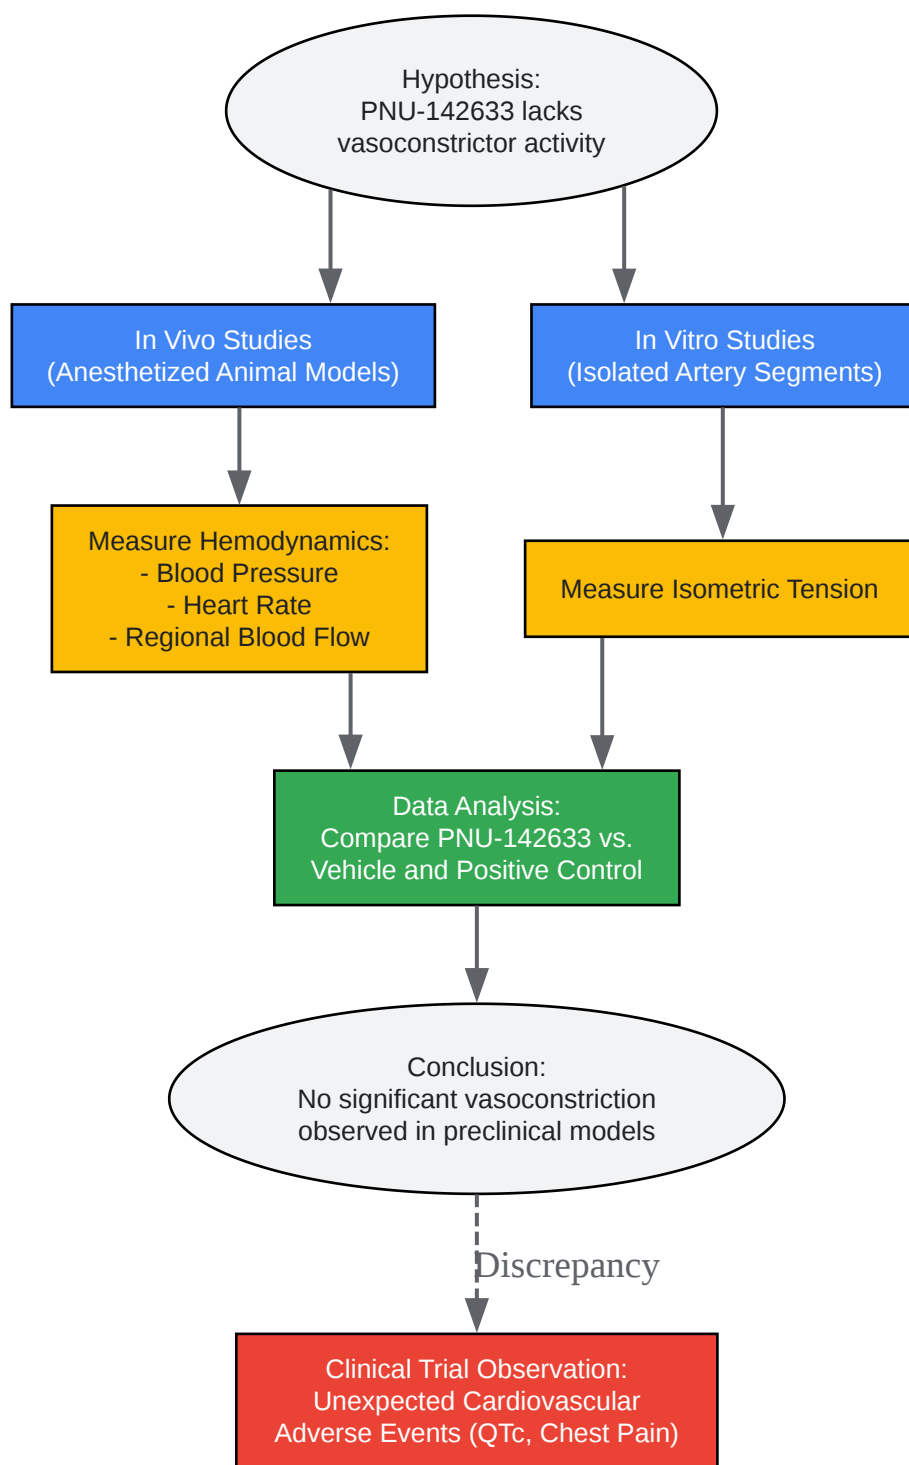 Hypothesis:
PNU-142633 lacks
vasoconstrictor activity
In Vivo Studies
(Anesthetized Animal Models)
In Vitro Studies
(Isolated Artery Segments)
Measure Hemodynamics:
- Blood Pressure
- Heart Rate
- Regional Blood Flow
Measure Isometric Tension
Data Analysis:
Compare PNU-142633 vs.
Vehicle and Positive Control
Conclusion:
No significant vasoconstriction
observed in preclinical models
Discrepancy
Clinical Trial Observation:
Unexpected Cardiovascular
Adverse Events (QTc, Chest Pain)